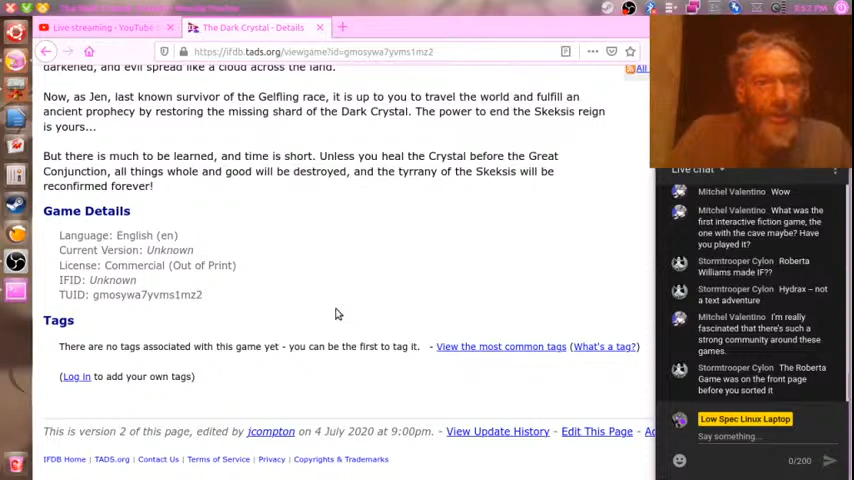 Live streaming - YouTube
The Dark Crystal - Details
https://ifdb.tads.org/viewgame?id=gmosywa7yvms1mz2
darkened, and evil spread like a cloud across the land.
All
Now, as Jen, last known survivor of the Gelfling race, it is up to you to travel the world and fulfill an
ancient prophecy by restoring the missing shard of the Dark Crystal. The power to end the Skeksis reign
is yours...
But there is much to be learned, and time is short. Unless you heal the Crystal before the Great
Conjunction, all things whole and good will be destroyed, and the tyrrany of the Skeksis will be
reconfirmed forever!
Game Details
Language: English (en)
Current Version: Unknown
License: Commercial (Out of Print)
IFID: Unknown
TUID: gmosywa7yvms1mz2
Tags
There are no tags associated with this game yet - you can be the first to tag it. - View the most common tags (What's a tag?)
(Log in to add your own tags)
This is version 2 of this page, edited by jcompton on 4 July 2020 at 9:00pm. - View Update History - Edit This Page - Ad
IFDB Home | TADS.org | Contact Us | Terms of Service | Privacy | Copyrights & Trademarks
Live chat
Mitchel Valentino Wow
Mitchel Valentino What was the
first interactive fiction game, the
one with the cave maybe? Have
you played it?
Stormtrooper Cylon Roberta
Williams made IF??
Stormtrooper Cylon Hydrax -- not
a text adventure
Mitchel Valentino I'm really
fascinated that there's such a
strong community around these
games.
Stormtrooper Cylon The Roberta
Game was on the front page
before you sorted it
Low Spec Linux Laptop
Say something...
0/200